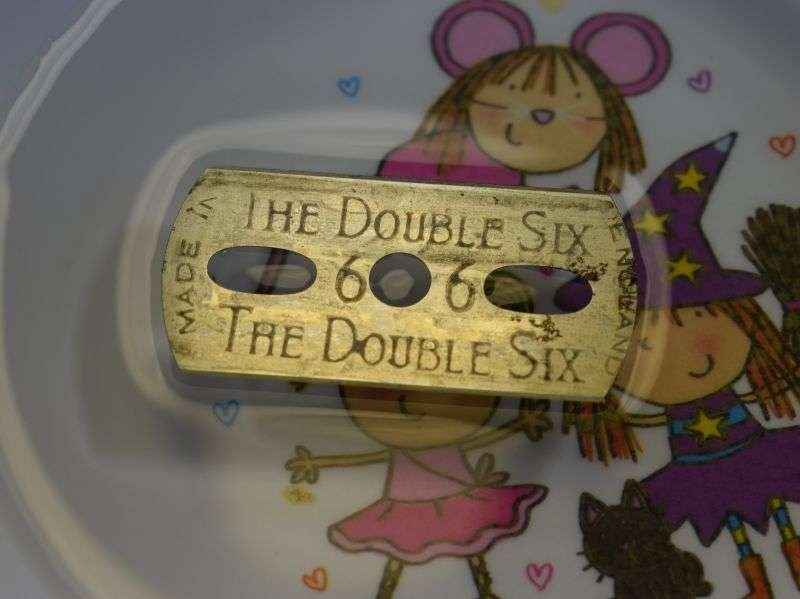 THE DOUBLE SIX
6 6
THE DOUBLE SIX
MADE IN
ENGLAND